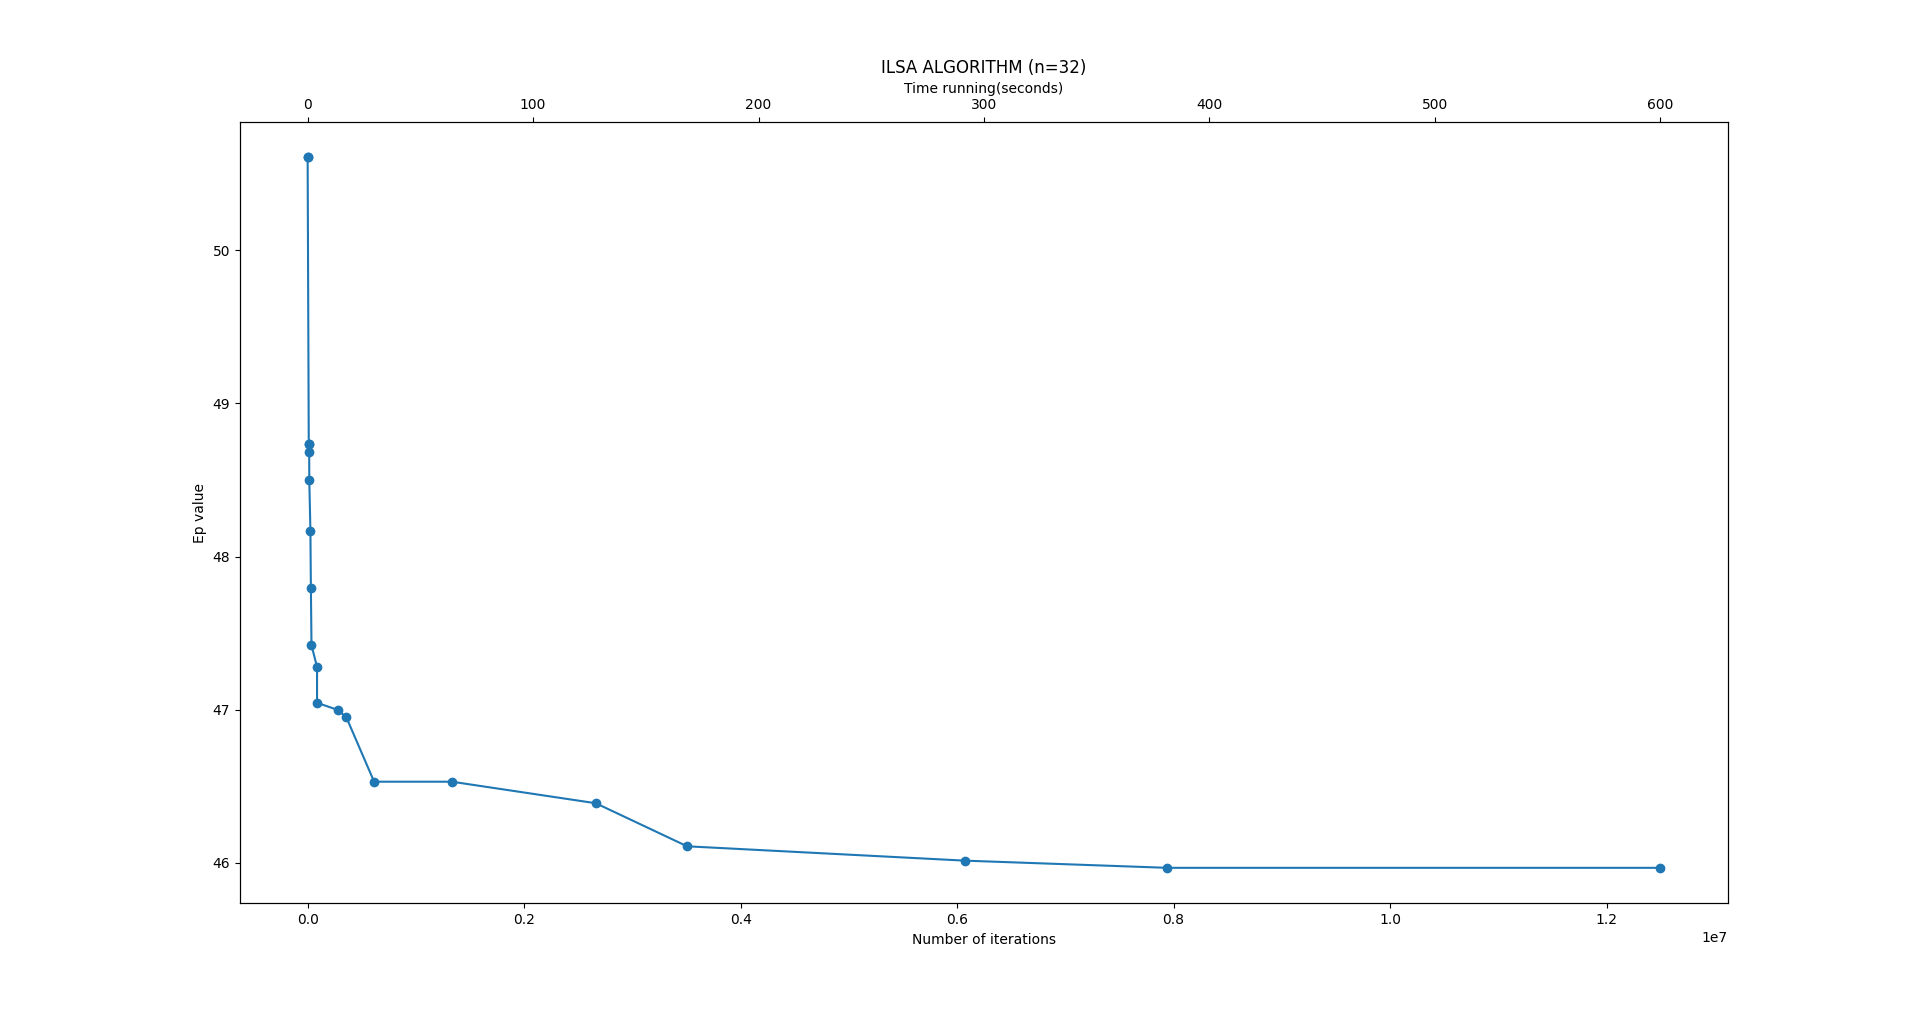 ILSA ALGORITHM (n=32)
Time running(seconds)
0 100 200 300 400 500 600
50
49
48
47
46
Ep value
0.0 0.2 0.4 0.6 0.8 1.0 1.2
1e7
Number of iterations